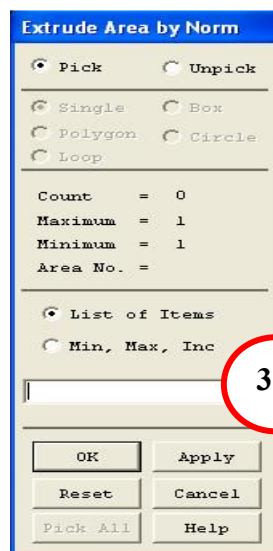 Extrude Area by Norm
Pick Unpick
Single Box
Polygon Circle
Loop
Count = 0
Maximum = 1
Minimum = 1
Area No. =
List of Items
Min, Max, Inc
3
OK Apply
Reset Cancel
Pick All Help